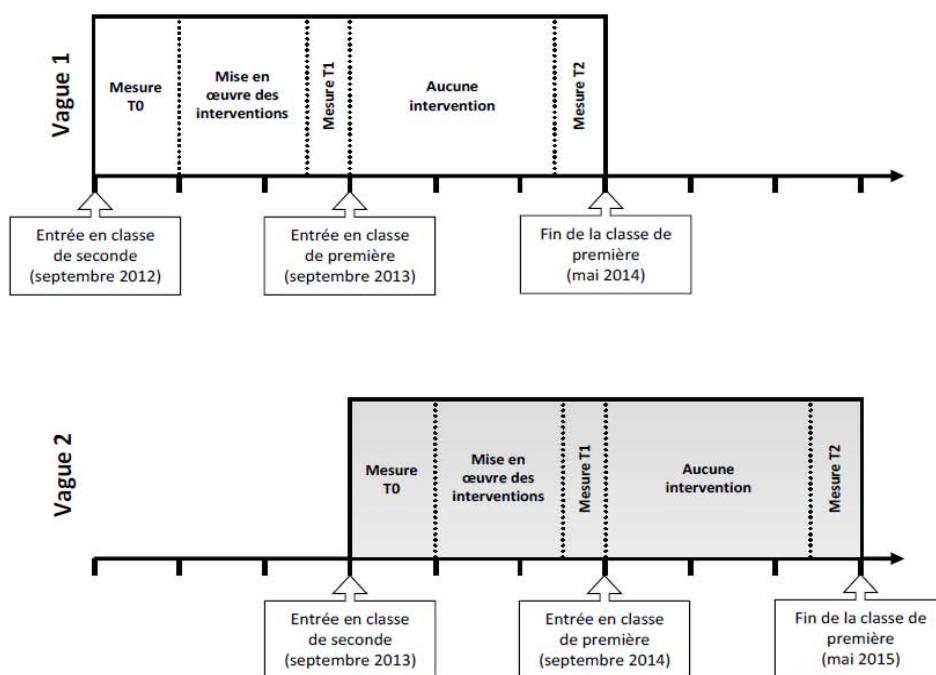 Vague 1
Mesure
T0
Mise en
œuvre des
interventions
Mesure T1
Aucune
intervention
Mesure T2
Entrée en classe
de seconde
(septembre 2012)
Entrée en classe
de première
(septembre 2013)
Fin de la classe de
première
(mai 2014)
Vague 2
Mesure
T0
Mise en
œuvre des
interventions
Mesure T1
Aucune
intervention
Mesure T2
Entrée en classe
de seconde
(septembre 2013)
Entrée en classe
de première
(septembre 2014)
Fin de la classe de
première
(mai 2015)